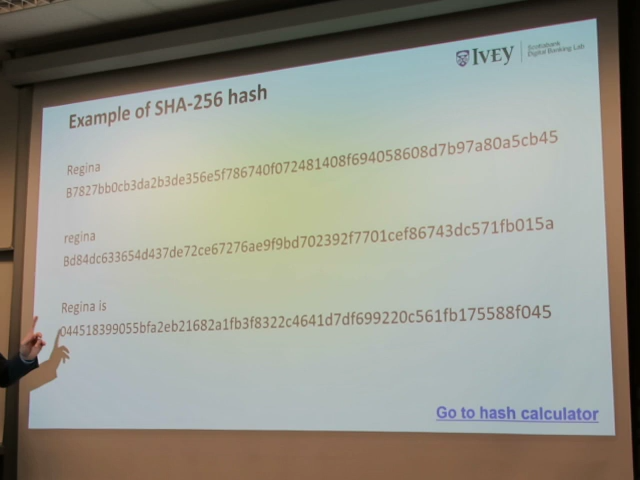 IVEY
Scotiabank
Digital Banking Lab
Example of SHA-256 hash
Regina
B7827bb0cb3da2b3de356e5f786740f072481408f694058608d7b97a80a5cb45
regina
Bd84dc633654d437de72ce67276ae9f9bd702392f7701cef86743dc571fb015a
Regina is
044518399055bfa2eb21682a1fb3f8322c4641d7df699220c561fb175588f045
Go to hash calculator